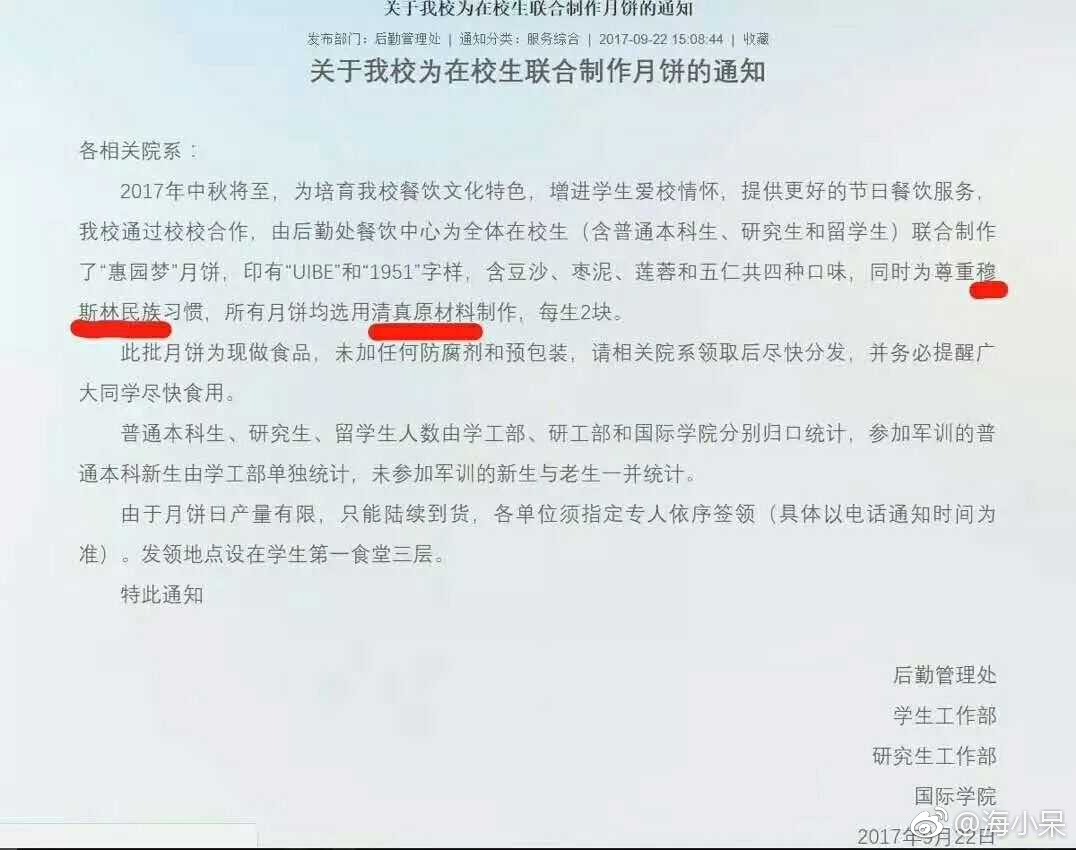 关于我校为在校生联合制作月饼的通知
发布部门：后勤管理处 | 通知分类：服务综合 | 2017-09-22 15:08:44 | 收藏
关于我校为在校生联合制作月饼的通知
各相关院系：
2017年中秋将至，为培育我校餐饮文化特色，增进学生爱校情怀，提供更好的节日餐饮服务，
我校通过校校合作，由后勤处餐饮中心为全体在校生（含普通本科生、研究生和留学生）联合制作
了“惠园梦”月饼，印有“UIBE”和“1951”字样，含豆沙、枣泥、莲蓉和五仁共四种口味，同时为尊重穆
斯林民族习惯，所有月饼均选用清真原材料制作，每生2块。
此批月饼为现做食品，未加任何防腐剂和预包装，请相关院系领取后尽快分发，并务必提醒广
大同学尽快食用。
普通本科生、研究生、留学生人数由学工部、研工部和国际学院分别归口统计，参加军训的普
通本科新生由学工部单独统计，未参加军训的新生与老生一并统计。
由于月饼日产量有限，只能陆续到货，各单位须指定专人依序签领（具体以电话通知时间为
准）。发领地点设在学生第一食堂三层。
特此通知
后勤管理处
学生工作部
研究生工作部
国际学院
2017年9月22日
@海小呆